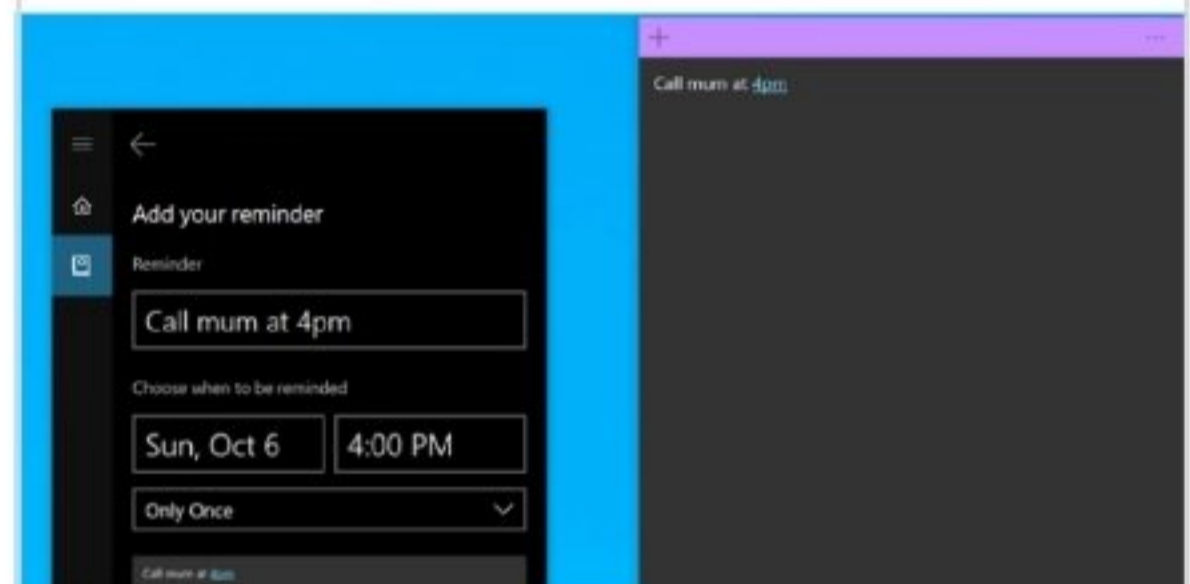 Call mum at 4pm
Add your reminder
Reminder
Call mum at 4pm
Choose when to be reminded
Sun, Oct 6
4:00 PM
Only Once
Call mum at 4pm